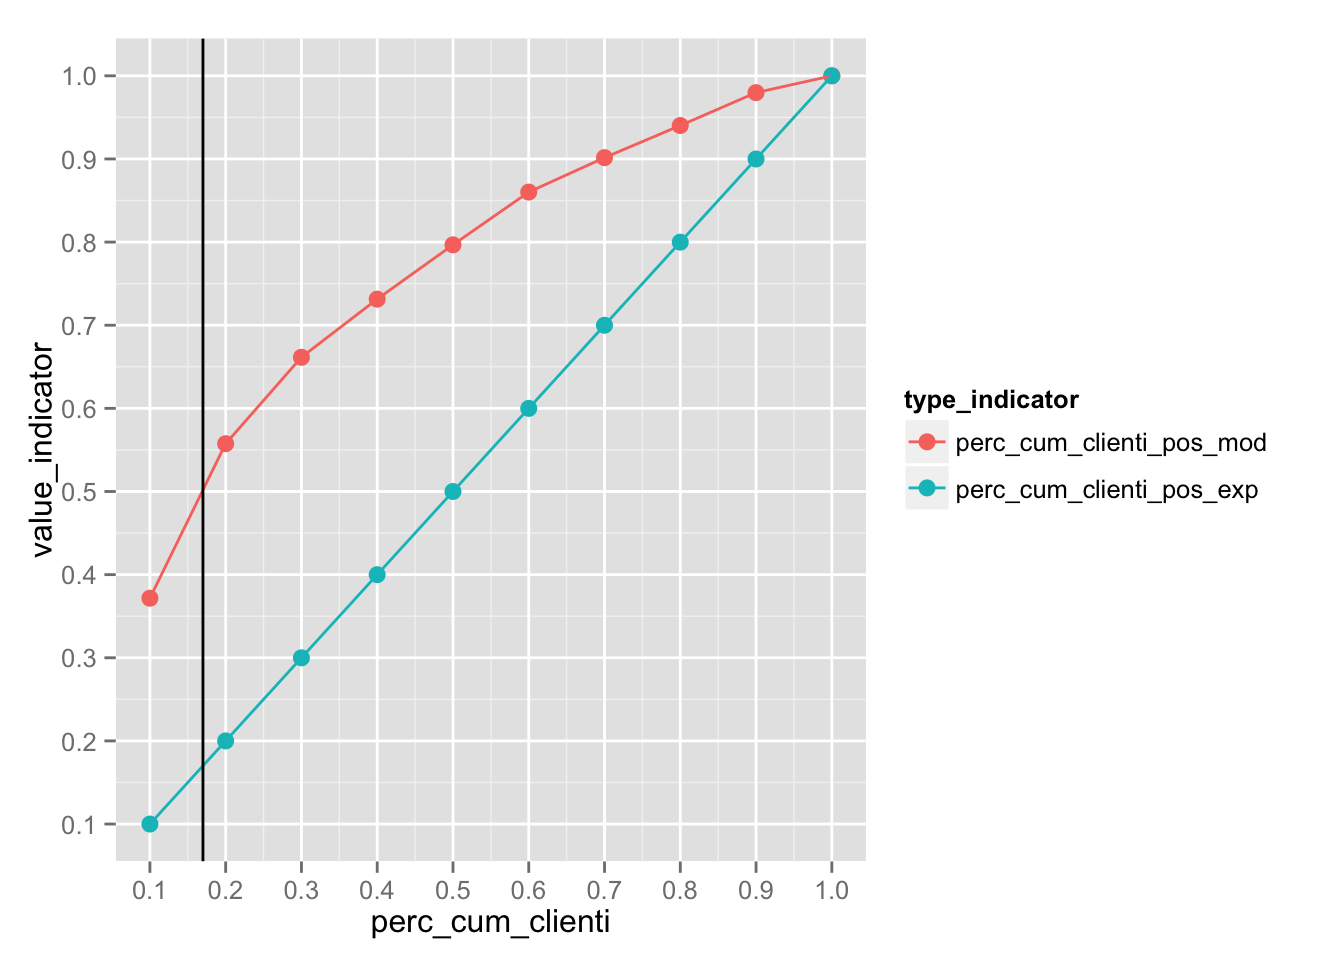 value_indicator
1.0
0.9
0.8
0.7
0.6
0.5
0.4
0.3
0.2
0.1
0.1 0.2 0.3 0.4 0.5 0.6 0.7 0.8 0.9 1.0
perc_cum_clienti
type_indicator
perc_cum_clienti_pos_mod
perc_cum_clienti_pos_exp